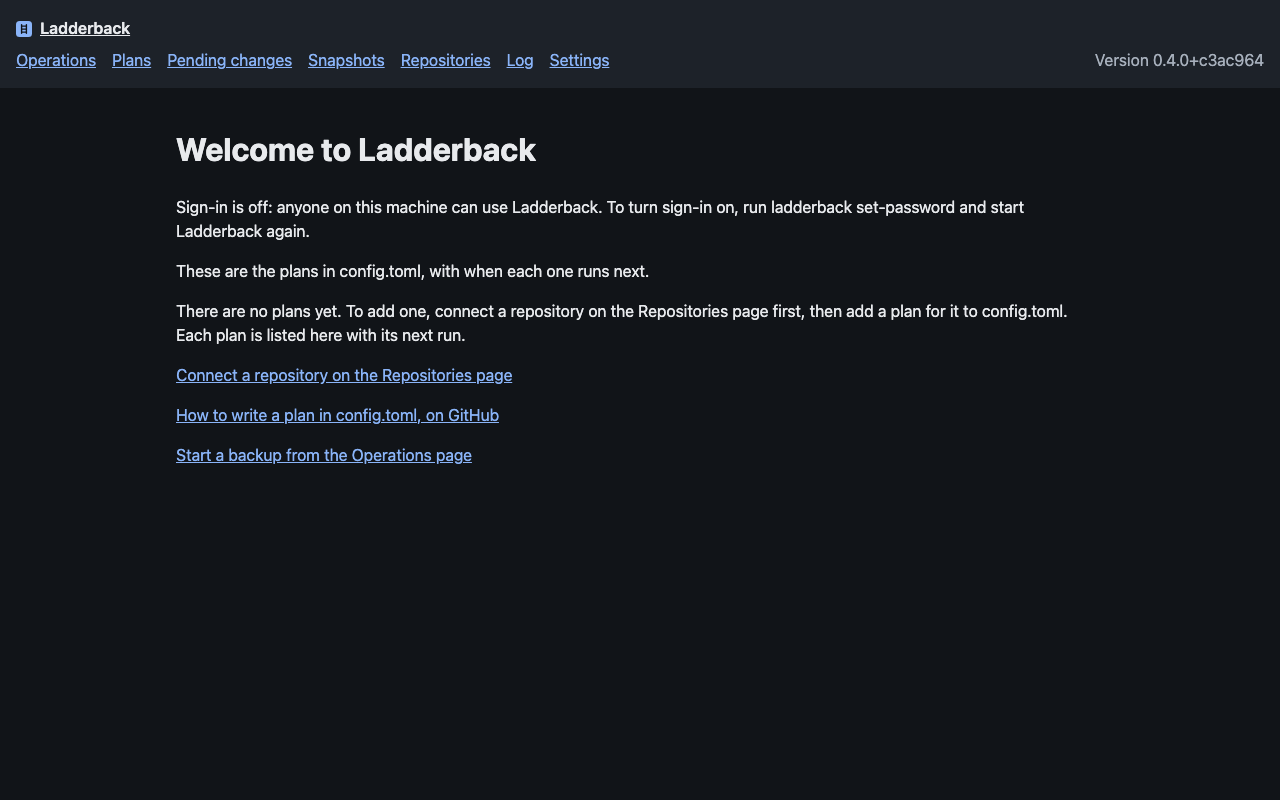 Ladderback
Operations Plans Pending changes Snapshots Repositories Log Settings Version 0.4.0+c3ac964
Welcome to Ladderback
Sign-in is off: anyone on this machine can use Ladderback. To turn sign-in on, run ladderback set-password and start
Ladderback again.
These are the plans in config.toml, with when each one runs next.
There are no plans yet. To add one, connect a repository on the Repositories page first, then add a plan for it to config.toml.
Each plan is listed here with its next run.
Connect a repository on the Repositories page
How to write a plan in config.toml, on GitHub
Start a backup from the Operations page